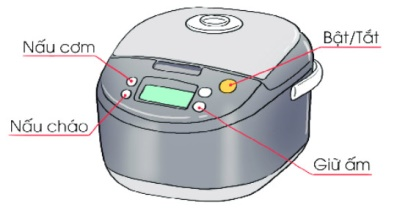 Nấu cơm
Bật/Tắt
Nấu cháo
Giữ ấm